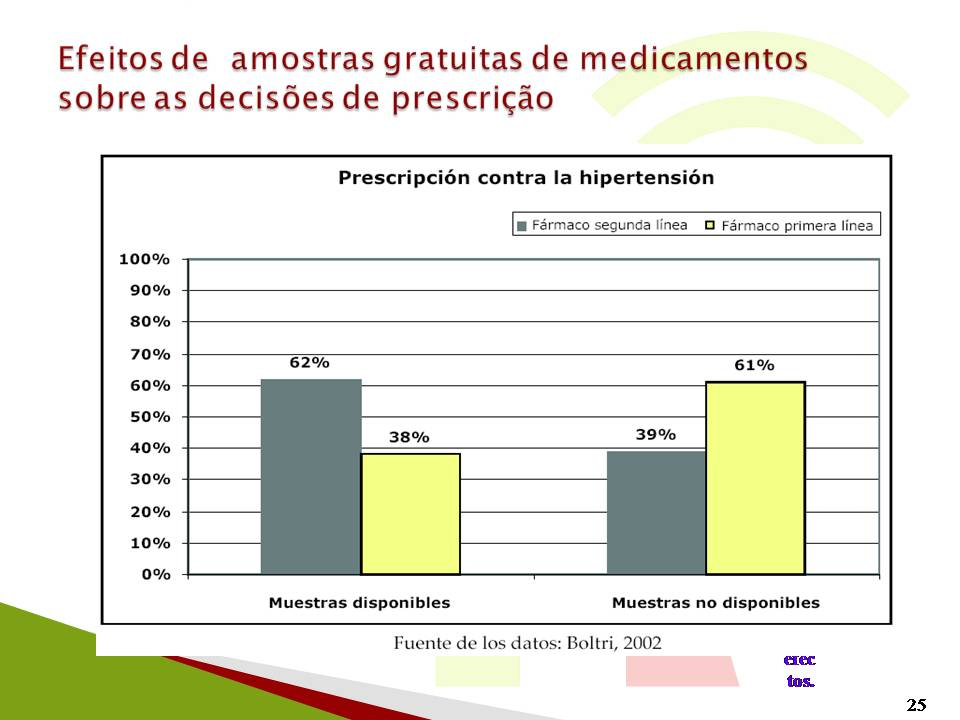 Efeitos de amostras gratuitas de medicamentos
sobre as decisões de prescrição
Prescripción contra la hipertensión
Fármaco segunda línea Fármaco primera línea
100%
90%
80%
70%
60%
50%
40%
30%
20%
10%
0%
62%
38%
39%
61%
Muestras disponibles Muestras no disponibles
Fuente de los datos: Boltri, 2002
tos.
25